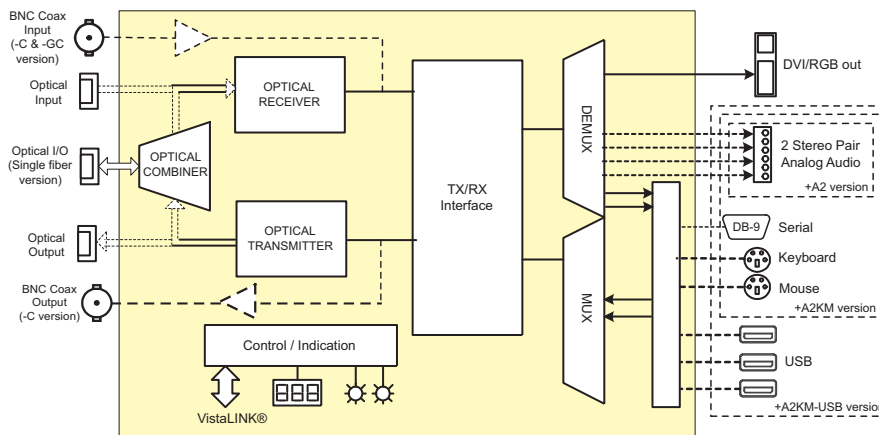 BNC Coax
Input
(-C & -GC
version)
Optical
Input
Optical I/O
(Single fiber
version)
Optical
Output
BNC Coax
Output
(-C version)
OPTICAL
RECEIVER
OPTICAL
COMBINER
OPTICAL
TRANSMITTER
Control / Indication
VistaLINK®
TX/RX
Interface
DEMUX
MUX
DVI/RGB out
2 Stereo Pair
Analog Audio
+A2 version
DB-9
Serial
Keyboard
Mouse
+A2KM version
USB
+A2KM-USB version